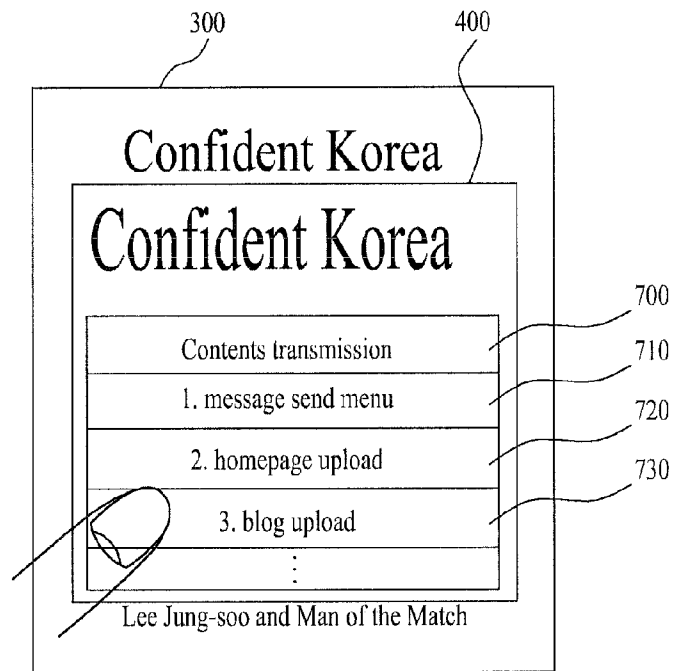 300
400
Confident Korea
Confident Korea
700
Contents transmission
710
1. message send menu
720
2. homepage upload
730
3. blog upload
Lee Jung-soo and Man of the Match